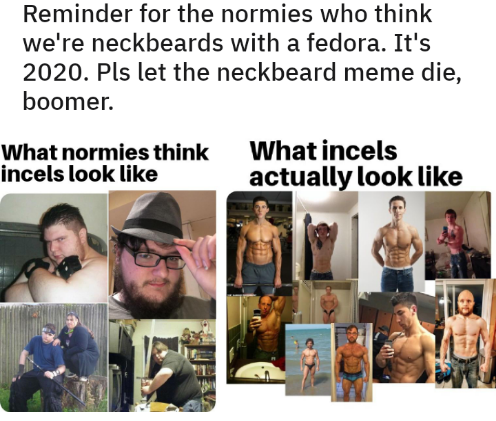 Reminder for the normies who think
we're neckbeards with a fedora. It's
2020. Pls let the neckbeard meme die,
boomer.
What normies think
incels look like
What incels
actually look like